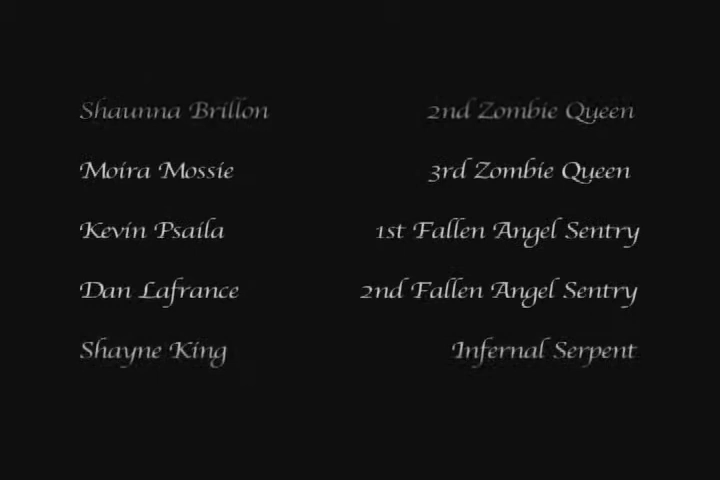 Shaunna Brillon 2nd Zombie Queen
Moira Mossie 3rd Zombie Queen
Kevin Psaila 1st Fallen Angel Sentry
Dan Lafrance 2nd Fallen Angel Sentry
Shayne King Infernal Serpent